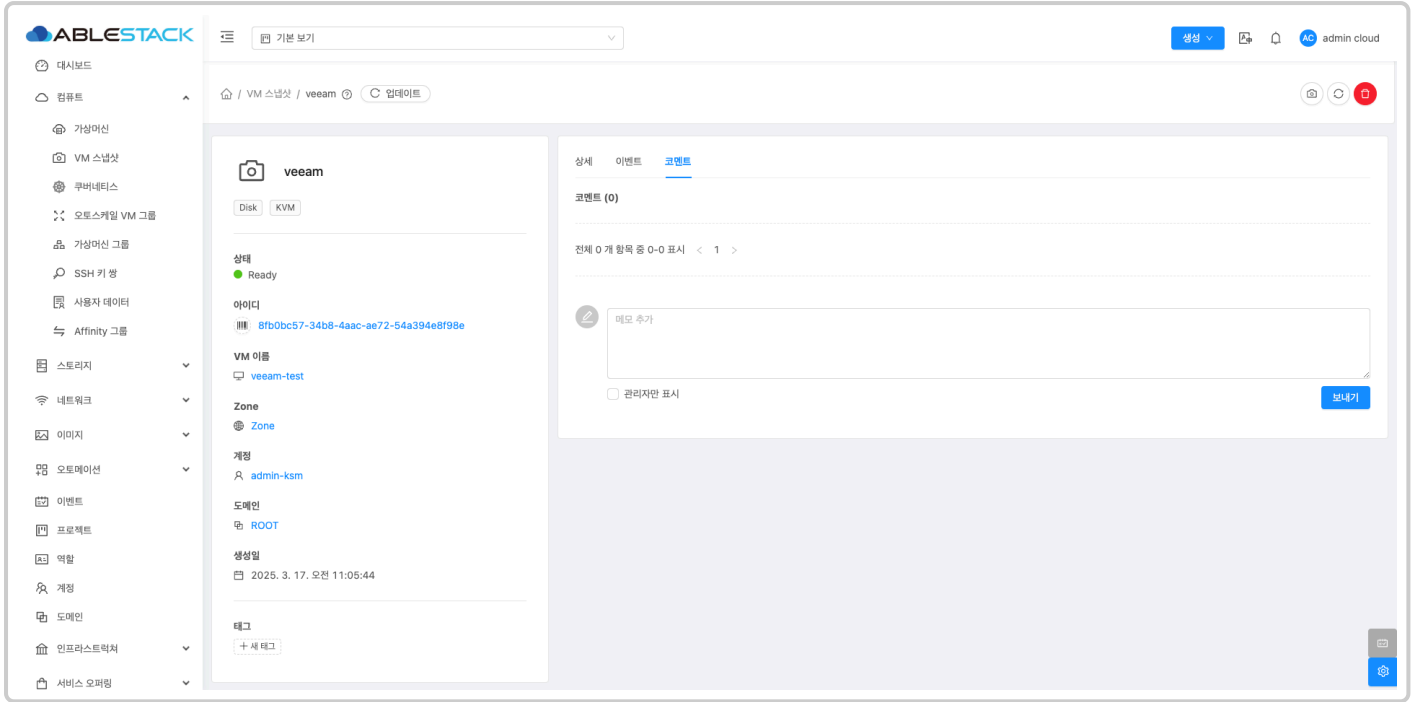 ABLESTACK
기본 보기
생성
AC
admin cloud
대시보드
컴퓨트
가상머신
VM 스냅샷
쿠버네티스
오토스케일 VM 그룹
가상머신 그룹
SSH 키 쌍
사용자 데이터
Affinity 그룹
스토리지
네트워크
이미지
오토메이션
이벤트
프로젝트
역할
계정
도메인
인프라스트럭쳐
서비스 오퍼링
/ VM 스냅샷 / veeam
업데이트
veeam
Disk
KVM
상태
Ready
아이디
8fb0bc57-34b8-4aac-ae72-54a394e8f98e
VM 이름
veeam-test
Zone
Zone
계정
admin-ksm
도메인
ROOT
생성일
2025. 3. 17. 오전 11:05:44
태그
+ 새 태그
상세
이벤트
코멘트
코멘트 (0)
전체 0 개 항목 중 0-0 표시 < 1 >
메모 추가
관리자만 표시
보내기